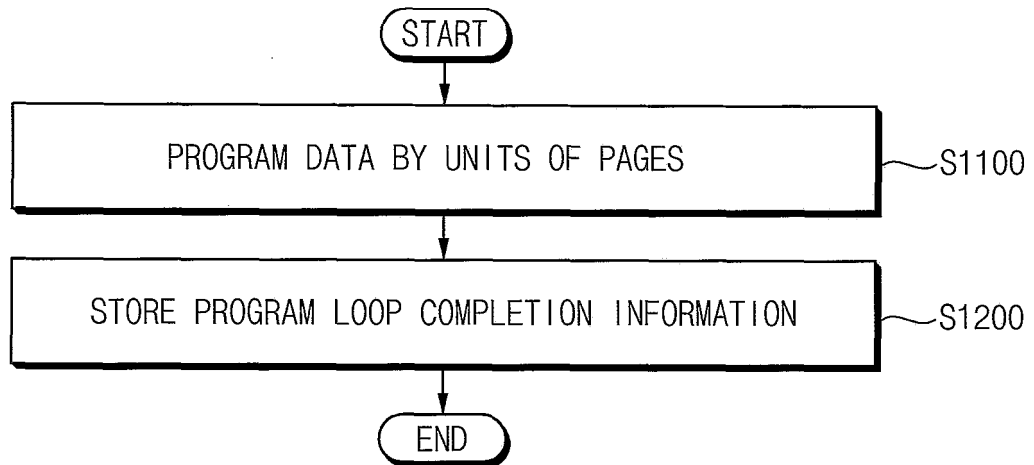 START
PROGRAM DATA BY UNITS OF PAGES
S1100
STORE PROGRAM LOOP COMPLETION INFORMATION
S1200
END